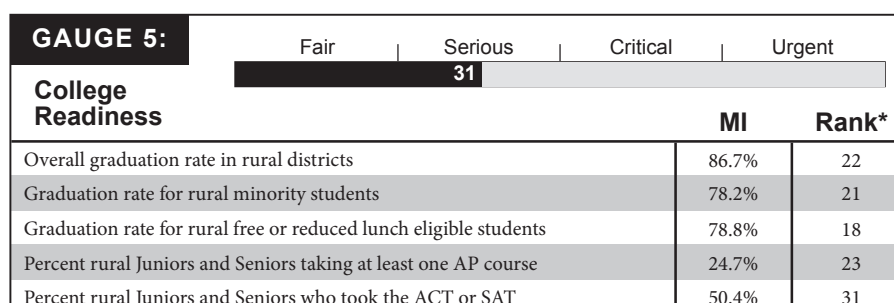 GAUGE 5:
Fair Serious Critical Urgent
31
College
Readiness
MI Rank*
Overall graduation rate in rural districts 86.7% 22
Graduation rate for rural minority students 78.2% 21
Graduation rate for rural free or reduced lunch eligible students 78.8% 18
Percent rural Juniors and Seniors taking at least one AP course 24.7% 23
Percent rural Juniors and Seniors who took the ACT or SAT 50.4% 31